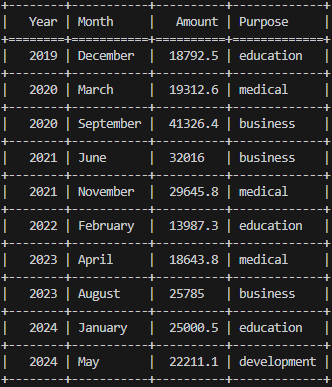 Year | Month | Amount | Purpose
2019 | December | 18792.5 | education
2020 | March | 19312.6 | medical
2020 | September | 41326.4 | business
2021 | June | 32016 | business
2021 | November | 29645.8 | medical
2022 | February | 13987.3 | education
2023 | April | 18643.8 | medical
2023 | August | 25785 | business
2024 | January | 25000.5 | education
2024 | May | 22211.1 | development